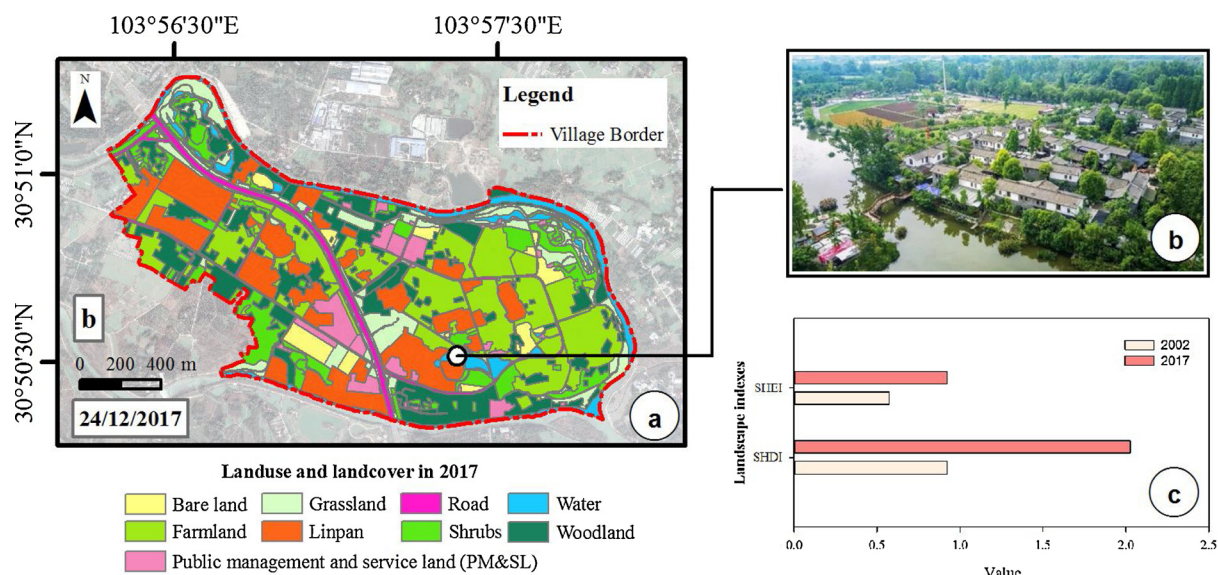 103°56'30"E
103°57'30"E
30°51'0"N
30°50'30"N
N
Legend
Village Border
b
0 200 400 m
24/12/2017
a
Landuse and landcover in 2017
Bare land
Grassland
Road
Water
Farmland
Linpan
Shrubs
Woodland
Public management and service land (PM&SL)
b
2002
2017
Landscape indexes
SHEI
SHDI
c
0.0
0.5
1.0
1.5
2.0
2.5
Value